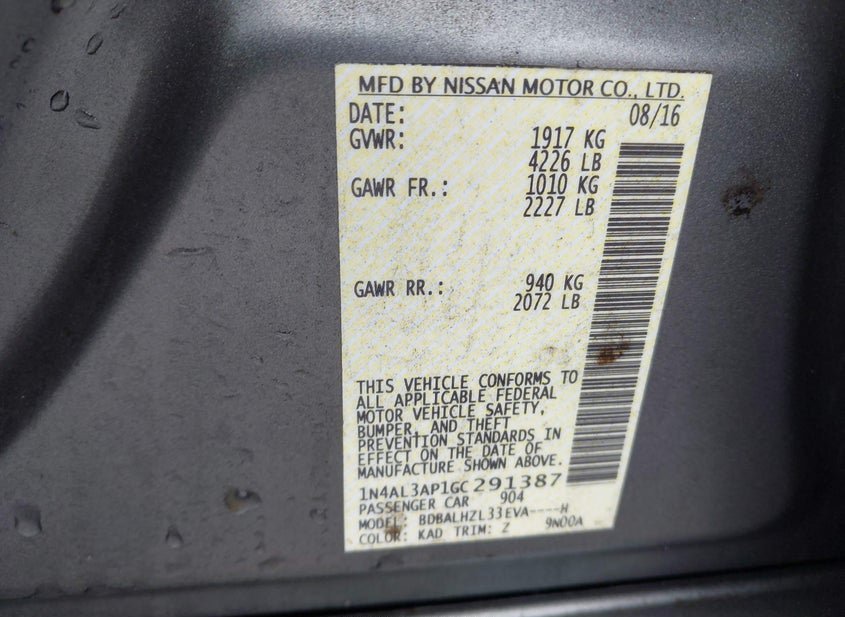 MFD BY NISSAN MOTOR CO., LTD.
DATE: 08/16
GVWR: 1917 KG
4226 LB
GAWR FR.: 1010 KG
2227 LB
GAWR RR.: 940 KG
2072 LB
THIS VEHICLE CONFORMS TO
ALL APPLICABLE FEDERAL
MOTOR VEHICLE SAFETY,
BUMPER, AND THEFT
PREVENTION STANDARDS IN
EFFECT ON THE DATE OF
MANUFACTURE SHOWN ABOVE.
1N4AL3AP1GC291387
PASSENGER CAR 904
MODEL: BDBALHZL33EVA----H
COLOR: KAD TRIM: Z 9N00A